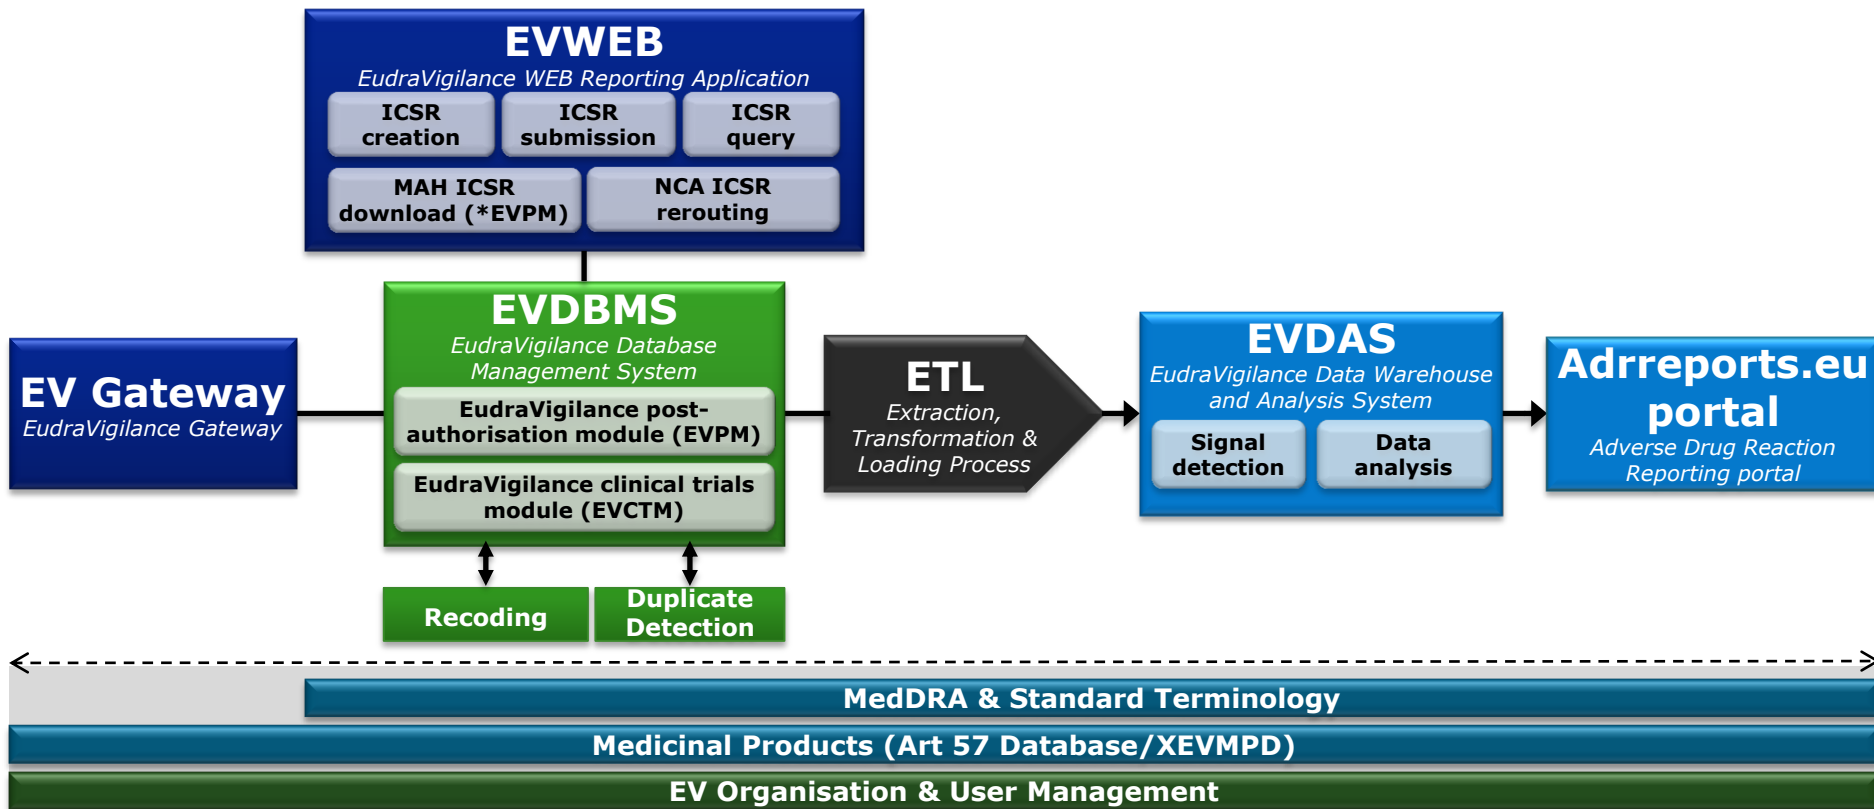 EVWEB
EudraVigilance WEB Reporting Application
ICSR
creation
ICSR
submission
ICSR
query
MAH ICSR
download (*EVPM)
NCA ICSR
rerouting
EV Gateway
EudraVigilance Gateway
EVDBMS
EudraVigilance Database
Management System
EudraVigilance post-
authorisation module (EVPM)
EudraVigilance clinical trials
module (EVCTM)
Recoding
Duplicate
Detection
ETL
Extraction,
Transformation &
Loading Process
EVDAS
EudraVigilance Data Warehouse
and Analysis System
Signal
detection
Data
analysis
Adrreports.eu
portal
Adverse Drug Reaction
Reporting portal
MedDRA & Standard Terminology
Medicinal Products (Art 57 Database/XEVMPD)
EV Organisation & User Management